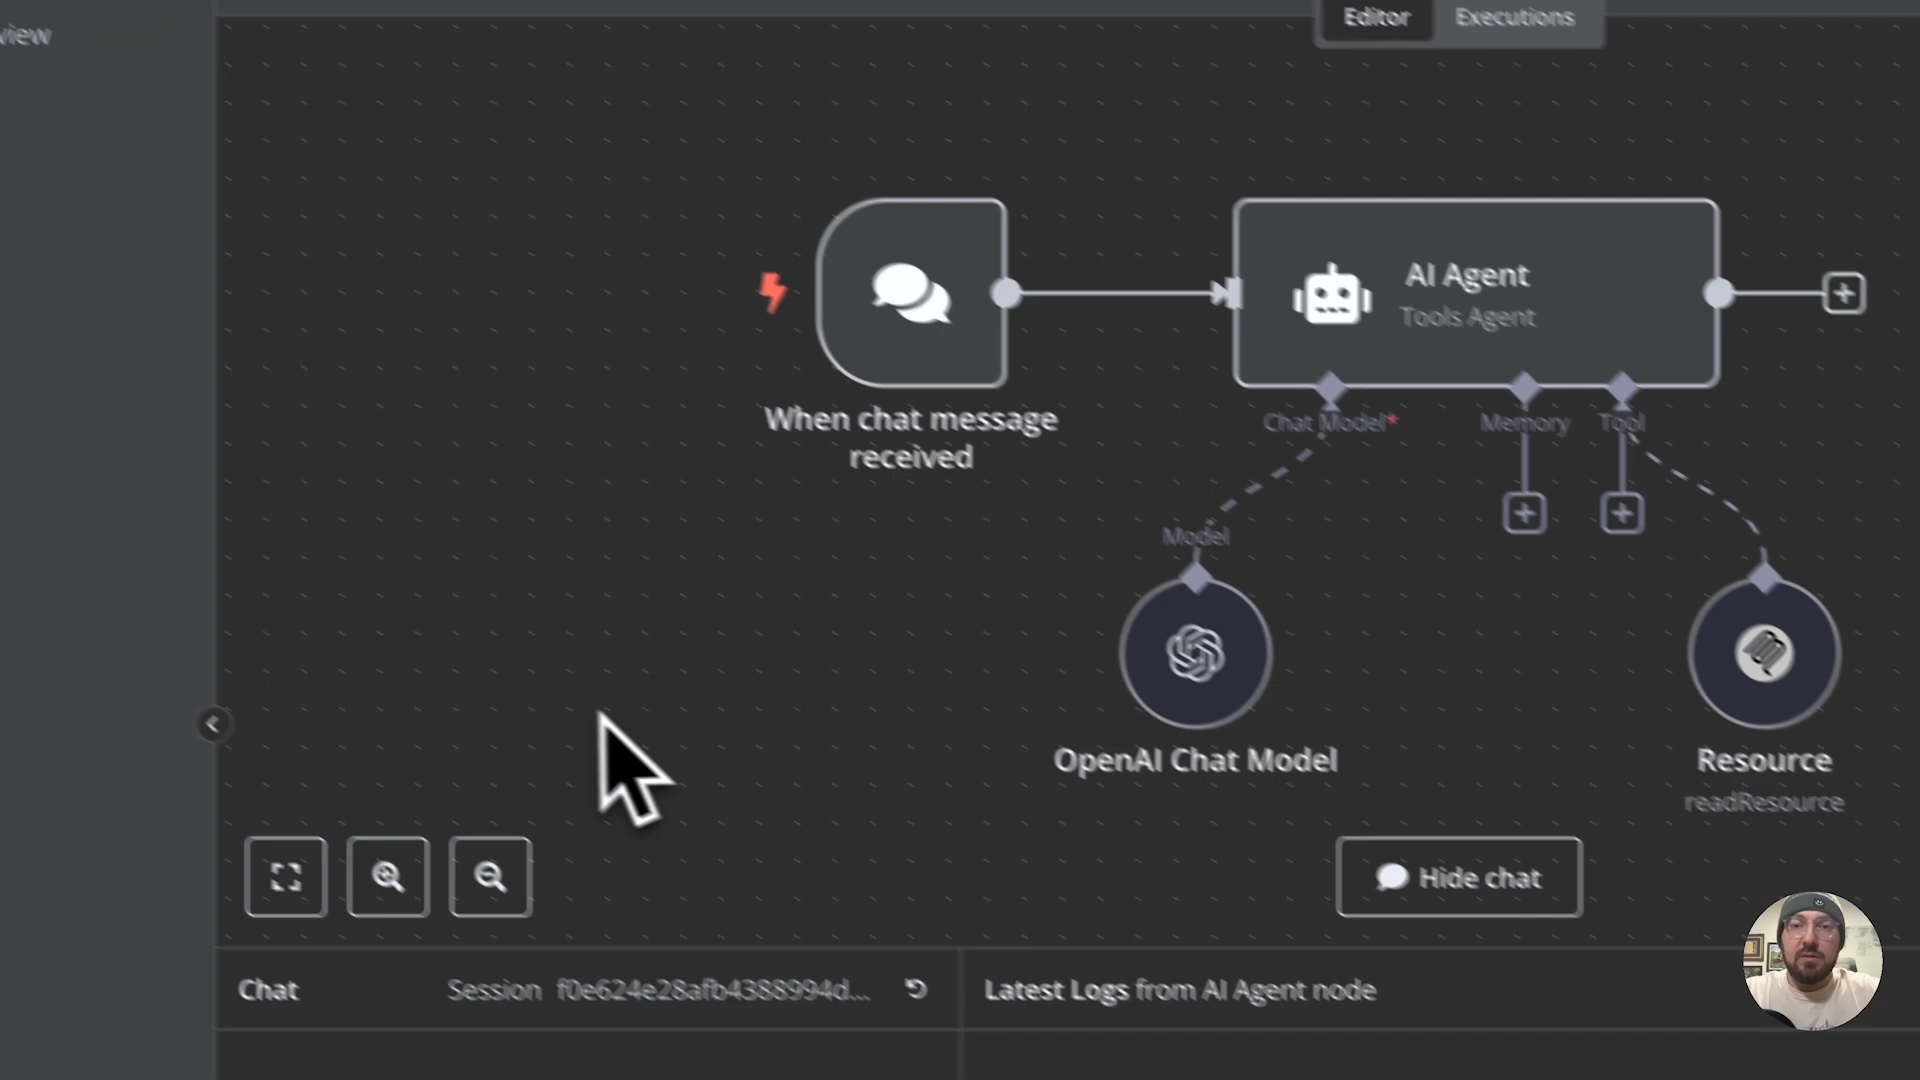 view
Editor
Executions
AI Agent
Tools Agent
When chat message
received
Chat Model*
Memory
Tool
Model
OpenAI Chat Model
Resource
readResource
Hide chat
Chat
Session f0e624e28afb4388994d...
Latest Logs from AI Agent node